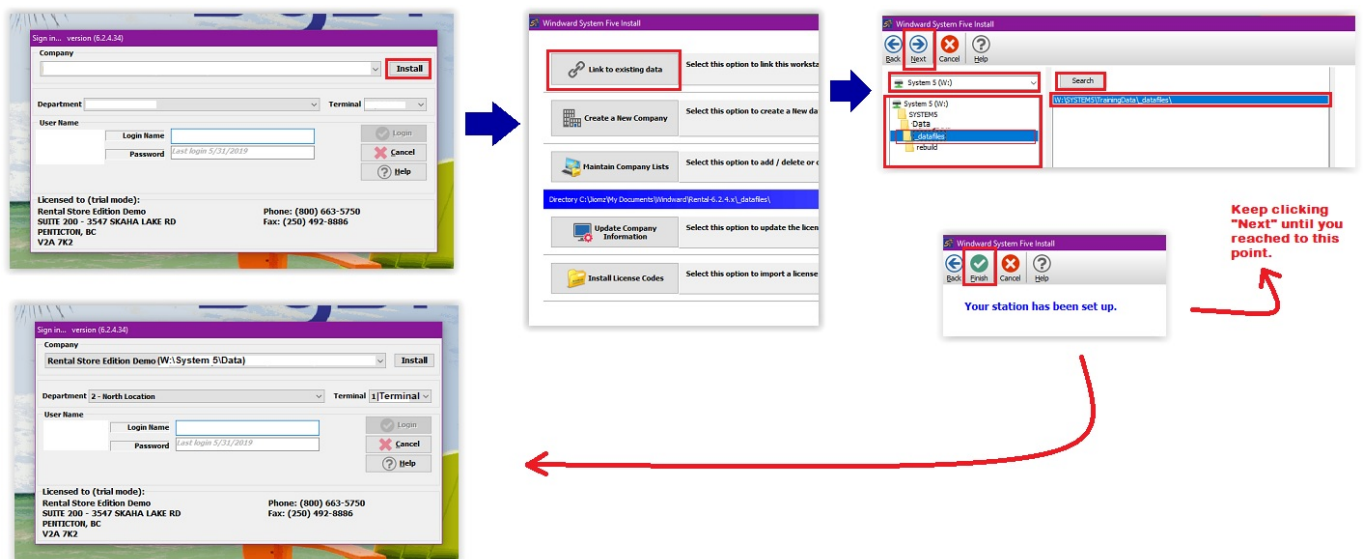 Sign in... version (6.2.4.34)
Company
Install
Department
Terminal
User Name
Login Name
Password
Last login 5/31/2019
Login
Cancel
Help
Licensed to (trial mode):
Rental Store Edition Demo
SUITE 200 - 3547 SKAHA LAKE RD
PENTICTON, BC
V2A 7K2
Phone: (800) 663-5750
Fax: (250) 492-8886
Windward System Five Install
Link to existing data
Select this option to link thisworksta
Create a New Company
Select this option to create a New da
Maintain Company Lists
Select this option to add / delete or c
Directory C:\Jomz\My Documents\Windward\Rental-6.2.4.x\_datafiles\
Update Company
Information
Select this option to update the licen
Install License Codes
Select this option to import a license
Windward System Five Install
Back Next Cancel Help
System 5 (W:)
Search
System 5 (W:)
SYSTEM5
Data
_datafiles
rebuild
W:\SYSTEM5\TrainingData\_datafiles\
Keep clicking
"Next" until you
reached to this
point.
Windward System Five Install
Back Finish Cancel Help
Your station has been set up.
Sign in... version (6.2.4.34)
Company
Rental Store Edition Demo (W:\System 5\Data)
Install
Department 2 - North Location
Terminal 1|Terminal
User Name
Login Name
Password
Last login 5/31/2019
Login
Cancel
Help
Licensed to (trial mode):
Rental Store Edition Demo
SUITE 200 - 3547 SKAHA LAKE RD
PENTICTON, BC
V2A 7K2
Phone: (800) 663-5750
Fax: (250) 492-8886